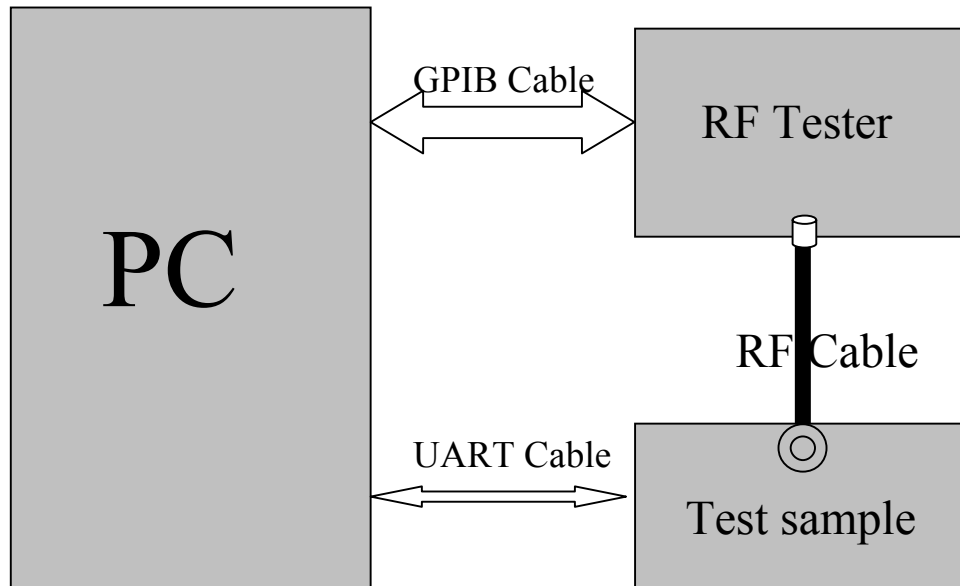 GPIB Cable
RF Tester
PC
RF Cable
UART Cable
Test sample